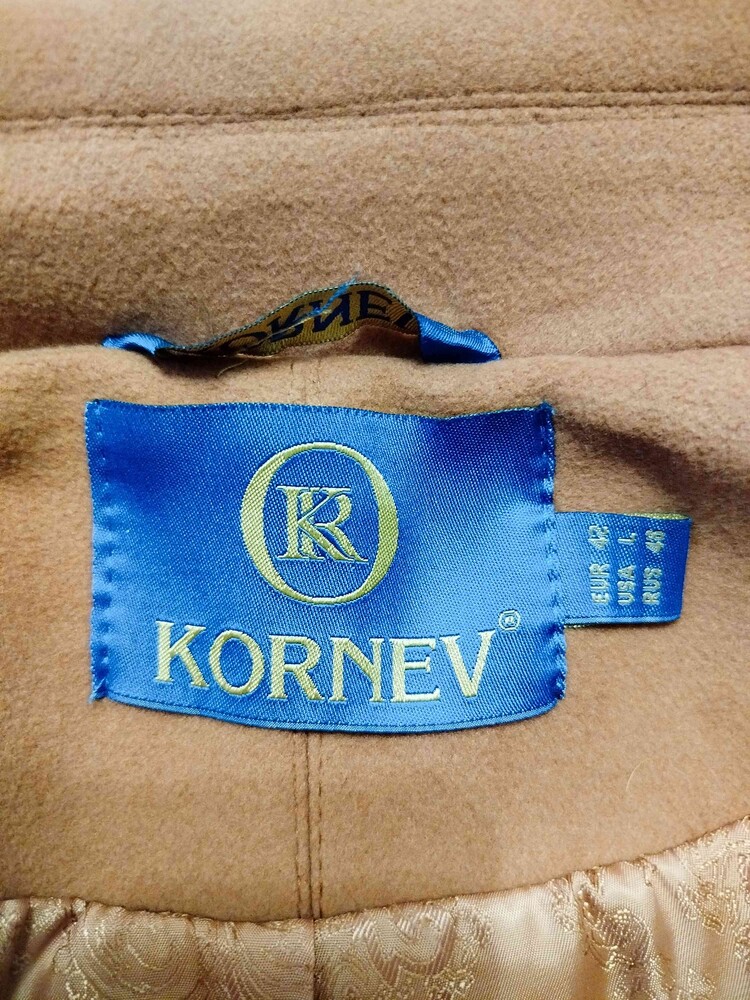 KR
KORNEV®
EUR 42
USA L
RUS 48